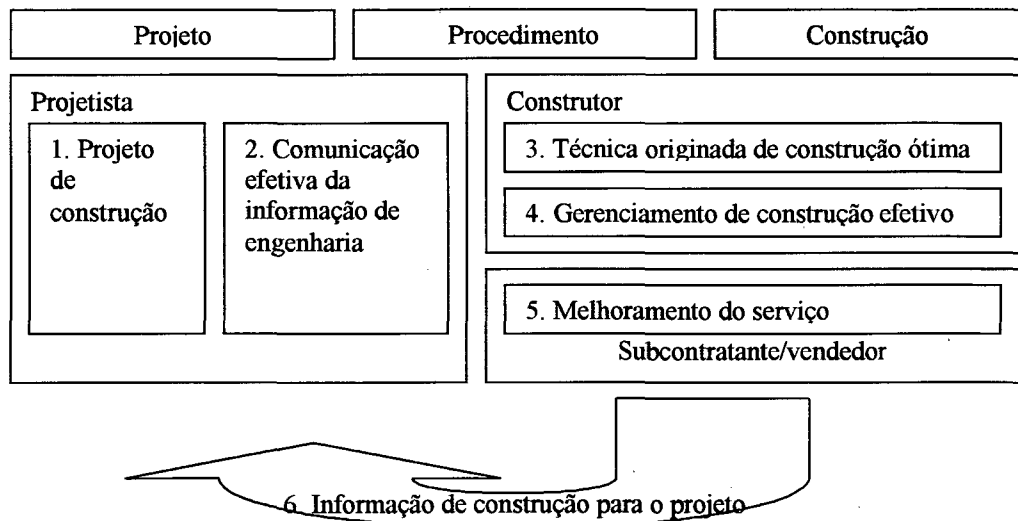 Projeto
Procedimento
Construção
Projetista
1. Projeto
de
construção
2. Comunicação
efetiva da
informação de
engenharia
Construtor
3. Técnica originada de construção ótima
4. Gerenciamento de construção efetivo
5. Melhoramento do serviço
Subcontratante/vendedor
6. Informação de construção para o projeto